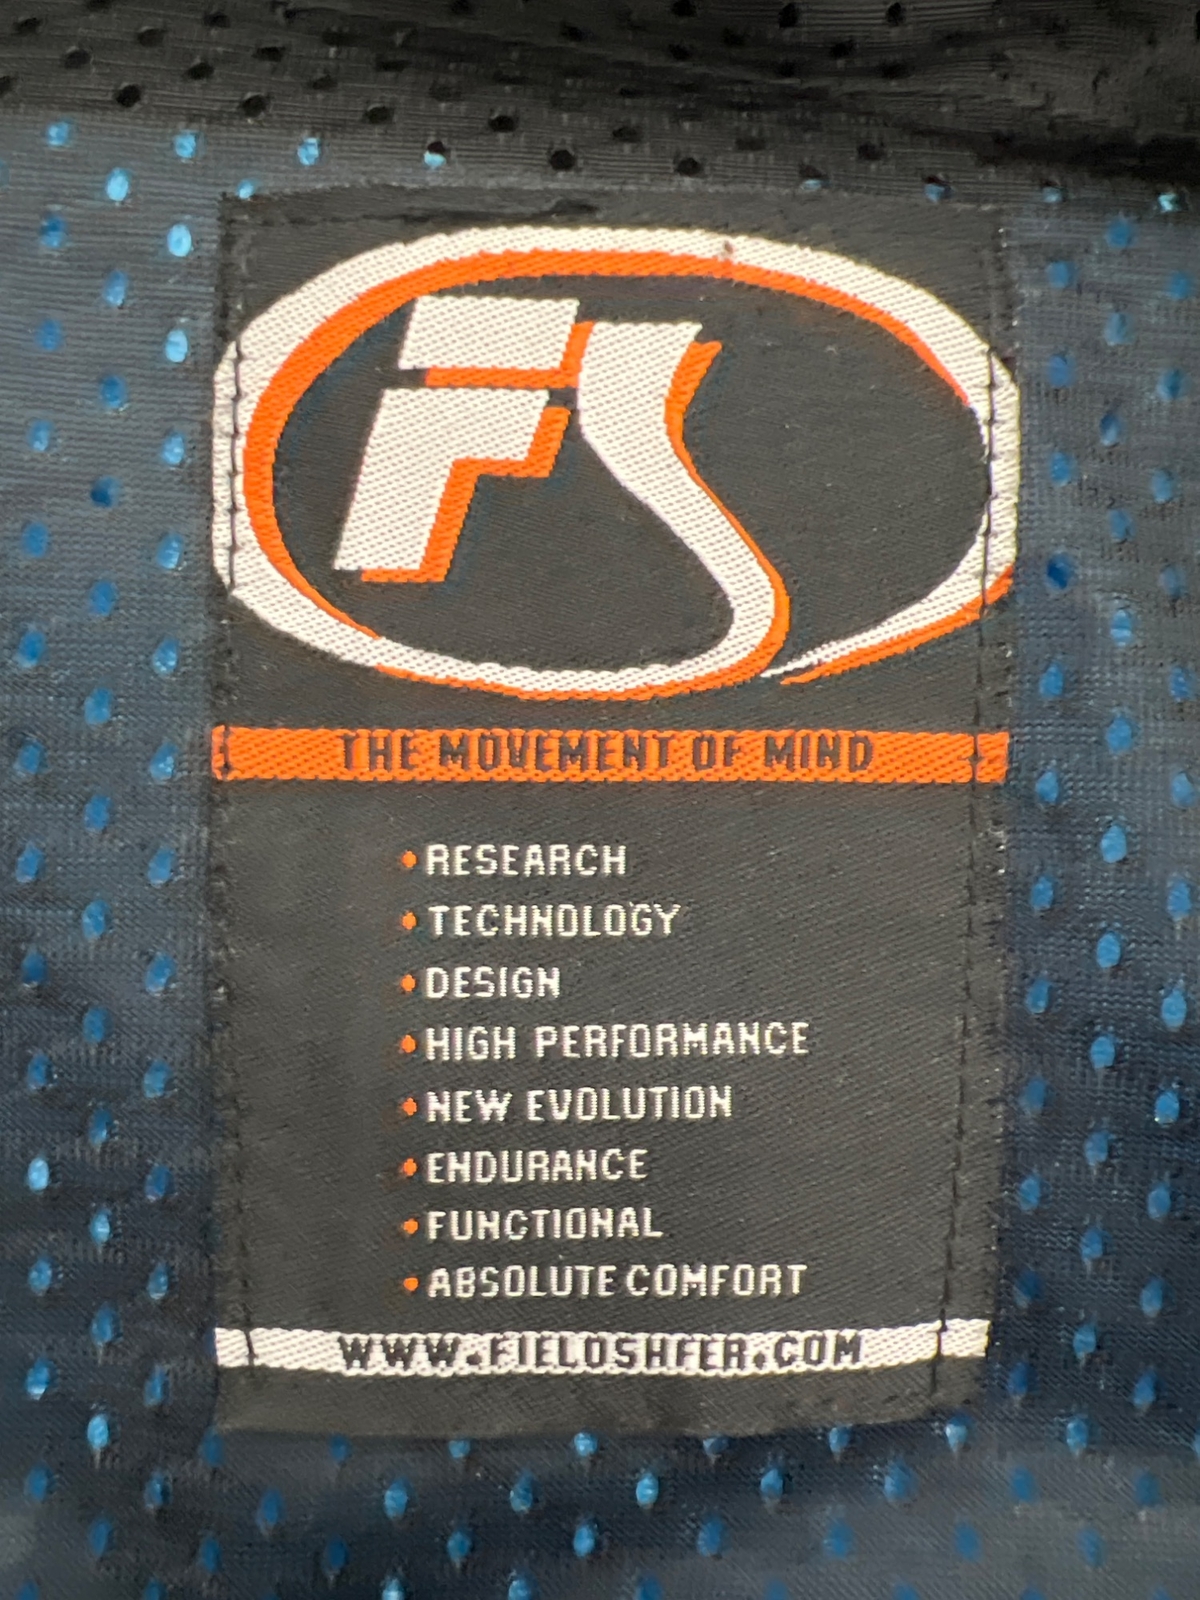 FS
THE MOVEMENT OF MIND
• RESEARCH
• TECHNOLOGY
• DESIGN
• HIGH PERFORMANCE
• NEW EVOLUTION
• ENDURANCE
• FUNCTIONAL
• ABSOLUTE COMFORT
WWW.FIELDSHEER.COM